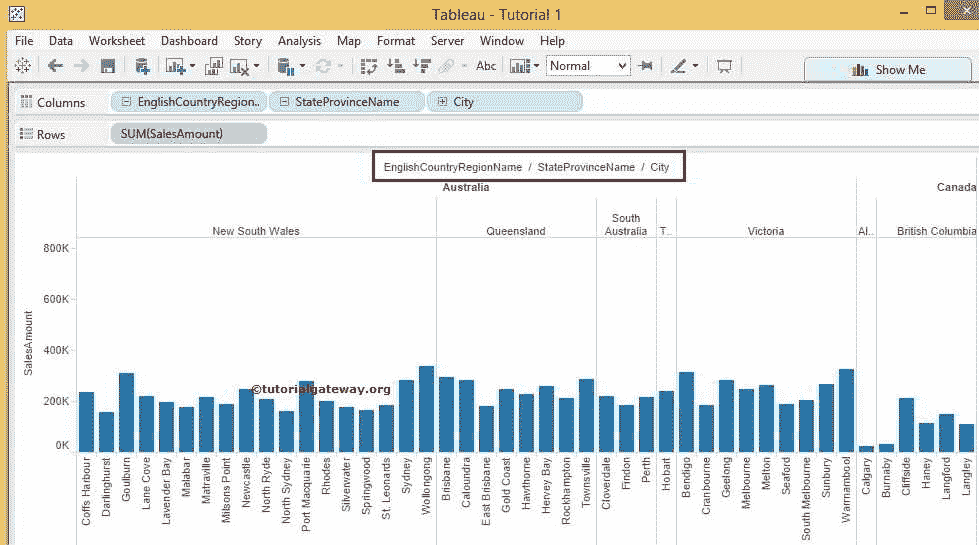 Tableau - Tutorial 1
File Data Worksheet Dashboard Story Analysis Map Format Server Window Help
Abc Normal Show Me
Columns EnglishCountryRegion.. StateProvinceName City
Rows SUM(SalesAmount)
EnglishCountryRegionName / StateProvinceName / City
Australia Canada
New South Wales Queensland South Australia T.. Victoria Al.. British Columbia
800K
600K
400K
200K
0K
SalesAmount
©tutorialgateway.org
Coffs Harbour
Darlinghurst
Goulburn
Lane Cove
Lavender Bay
Malabar
Matraville
Milsons Point
Newcastle
North Ryde
North Sydney
Port Macquarie
Rhodes
Silverwater
Springwood
St. Leonards
Sydney
Wollongong
Brisbane
Caloundra
East Brisbane
Gold Coast
Hawthorne
Hervey Bay
Rockhampton
Townsville
Cloverdale
Findon
Perth
Hobart
Bendigo
Cranbourne
Geelong
Melbourne
Melton
Seaford
South Melbourne
Sunbury
Warrnambool
Calgary
Burnaby
Cliffside
Haney
Langford
Langley